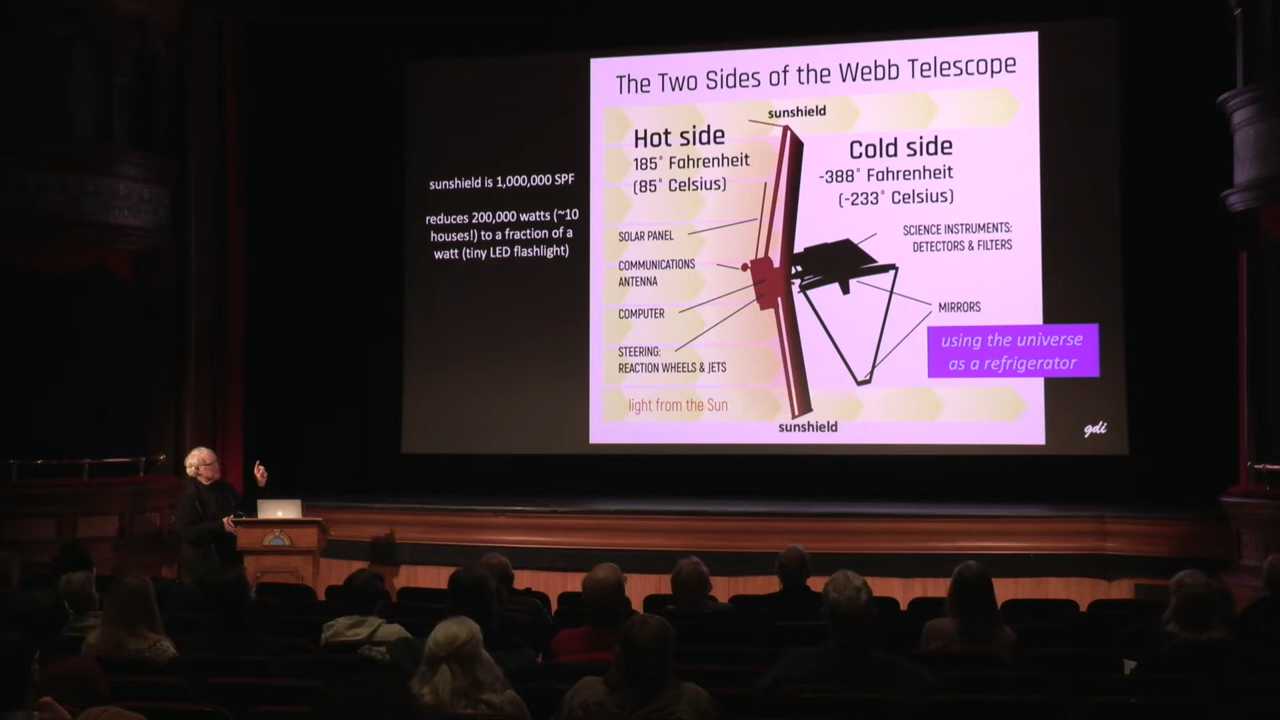 The Two Sides of the Webb Telescope
sunshield
Hot side
185° Fahrenheit
(85° Celsius)
Cold side
-388° Fahrenheit
(-233° Celsius)
sunshield is 1,000,000 SPF
reduces 200,000 watts (~10
houses!) to a fraction of a
watt (tiny LED flashlight)
SOLAR PANEL
COMMUNICATIONS
ANTENNA
COMPUTER
STEERING:
REACTION WHEELS & JETS
light from the Sun
SCIENCE INSTRUMENTS:
DETECTORS & FILTERS
MIRRORS
using the universe
as a refrigerator
sunshield
gdi